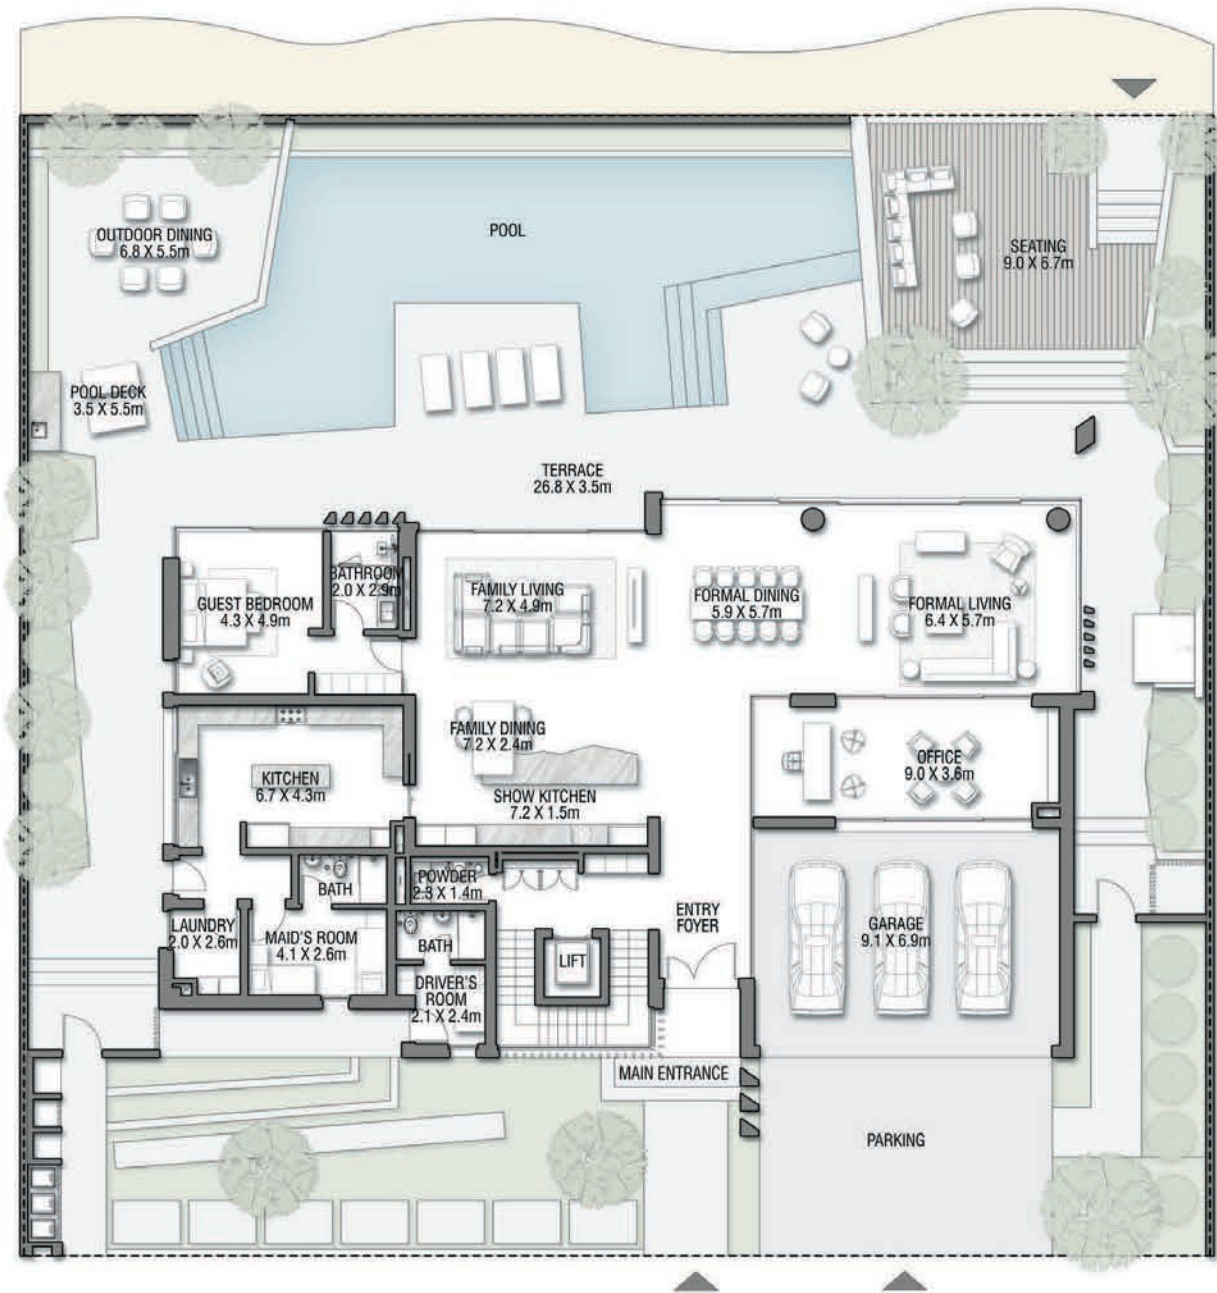 POOL
OUTDOOR DINING
6.8 X 5.5m
SEATING
9.0 X 6.7m
POOL DECK
3.5 X 5.5m
TERRACE
26.8 X 3.5m
BATHROOM
2.0 X 2.9m
GUEST BEDROOM
4.3 X 4.9m
FAMILY LIVING
7.2 X 4.9m
FORMAL DINING
5.9 X 5.7m
FORMAL LIVING
6.4 X 5.7m
FAMILY DINING
7.2 X 2.4m
OFFICE
9.0 X 3.6m
KITCHEN
6.7 X 4.3m
SHOW KITCHEN
7.2 X 1.5m
POWDER
2.3 X 1.4m
BATH
LAUNDRY
2.0 X 2.6m
MAID'S ROOM
4.1 X 2.6m
BATH
ENTRY
FOYER
GARAGE
9.1 X 6.9m
LIFT
DRIVER'S
ROOM
2.1 X 2.4m
MAIN ENTRANCE
PARKING